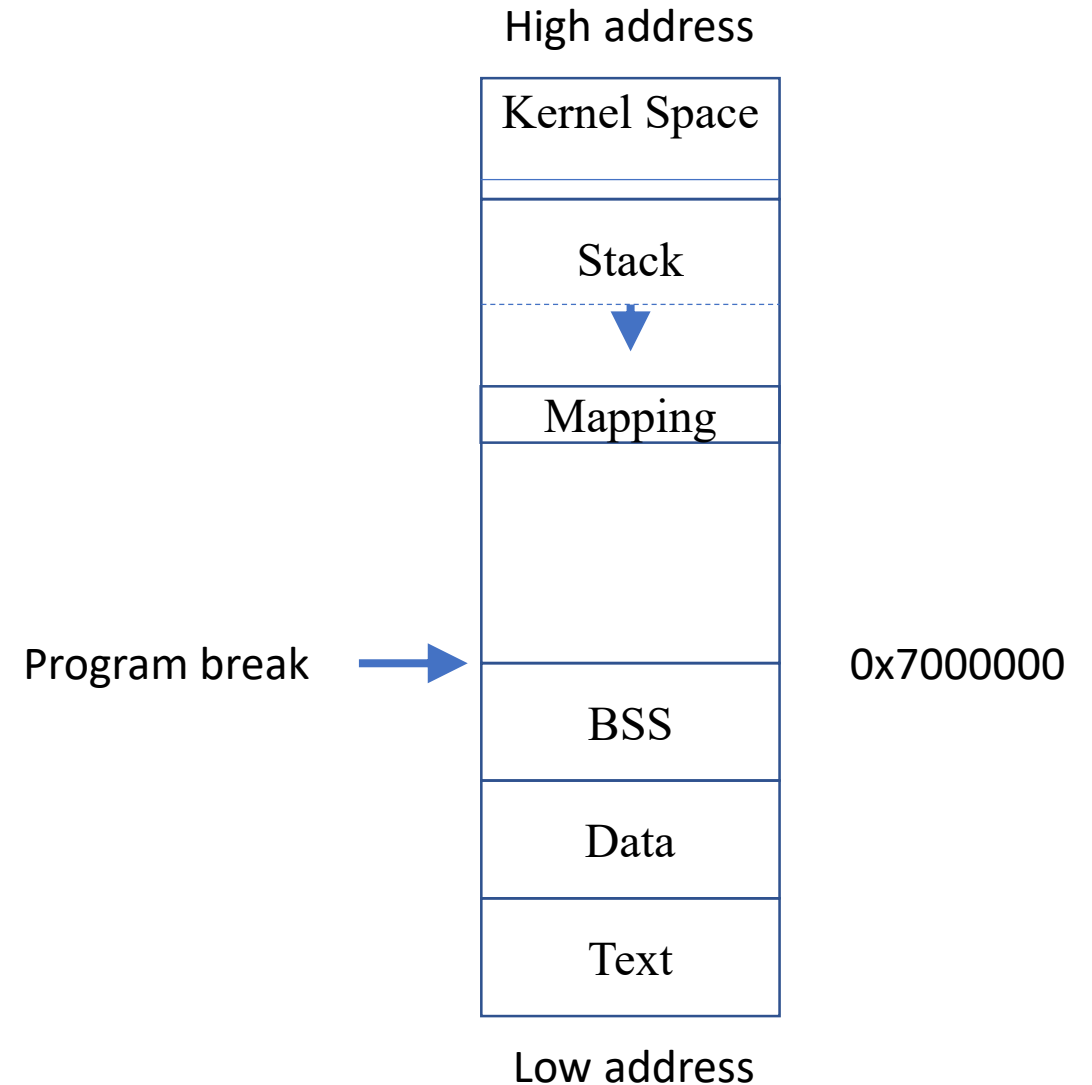 High address
Kernel Space
Stack
Mapping
Program break
0x7000000
BSS
Data
Text
Low address